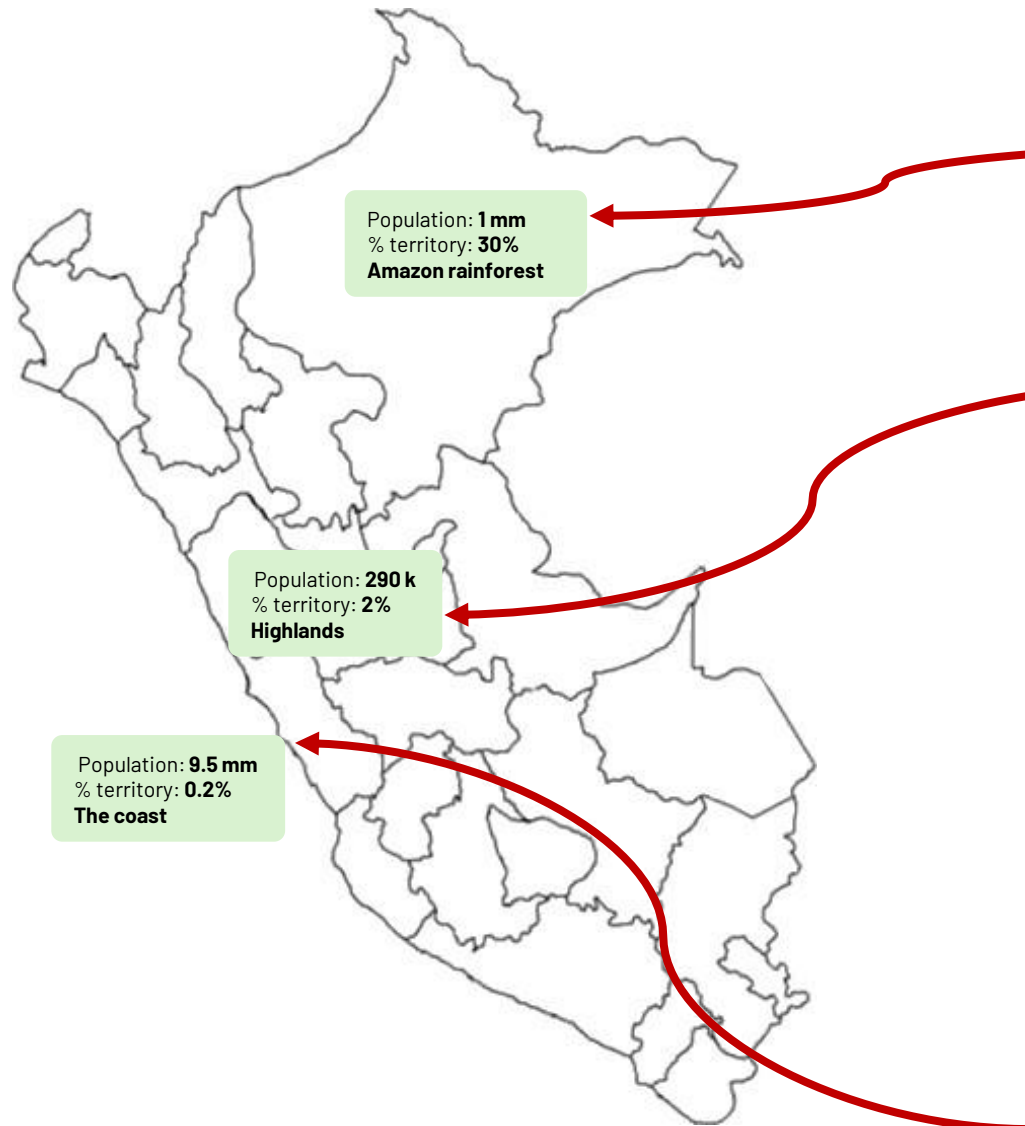 Population: 1 mm
% territory: 30%
Amazon rainforest
Population: 290 k
% territory: 2%
Highlands
Population: 9.5 mm
% territory: 0.2%
The coast